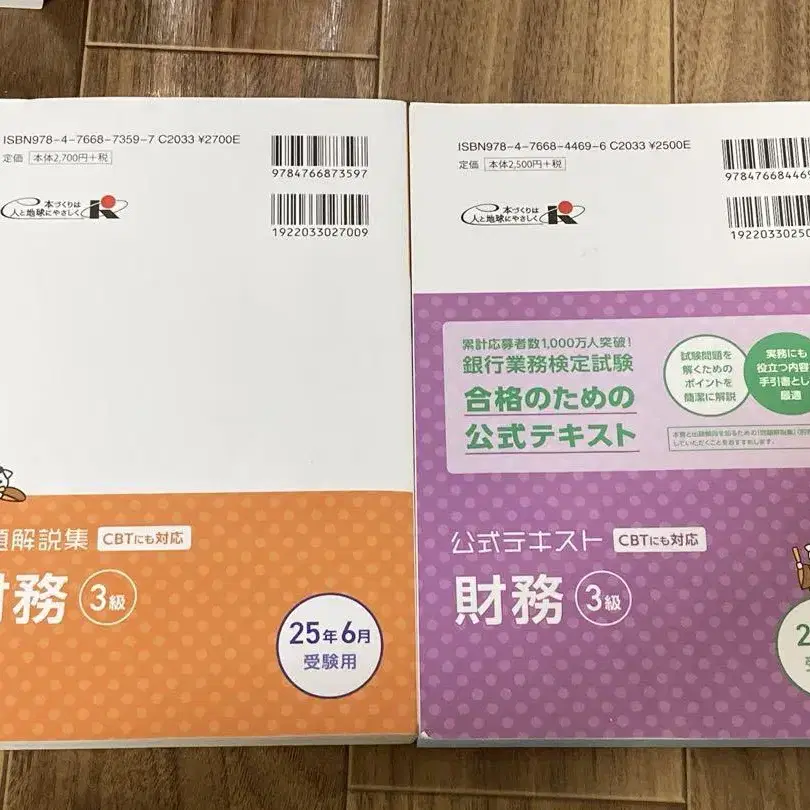 ISBN978-4-7668-7359-7 C2033 ¥2700E
定価 本体2,700円+税
9784766873597
本づくりは
人と地球にやさしく
1922033027009
題解説集 CBTにも対応
財務 3級
25年6月
受験用
ISBN978-4-7668-4469-6 C2033 ¥2500E
定価 本体2,500円+税
978476684469
本づくりは
人と地球にやさしく
19220330250
累計応募者数1,000万人突破!
銀行業務検定試験
合格のための
公式テキスト
試験問題を
解くための
ポイントを
簡潔に解説
実務にも
役立つ内容
手引書とし
最適
公式テキスト CBTにも対応
財務 3級
2